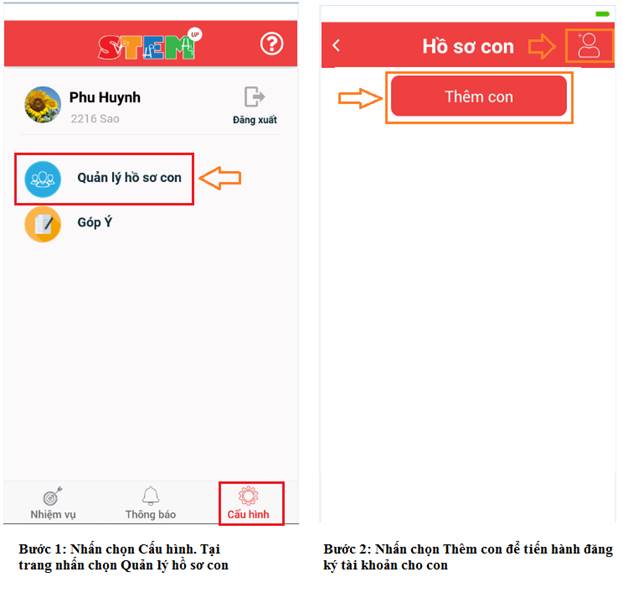 STEM UP
?
Phu Huynh
2216 Sao
Đăng xuất
Quản lý hồ sơ con
Góp Ý
Nhiệm vụ
Thông báo
Cấu hình
Bước 1: Nhấn chọn Cấu hình. Tại
trang nhấn chọn Quản lý hồ sơ con
Hồ sơ con
Thêm con
Bước 2: Nhấn chọn Thêm con để tiến hành đăng
ký tài khoản cho con